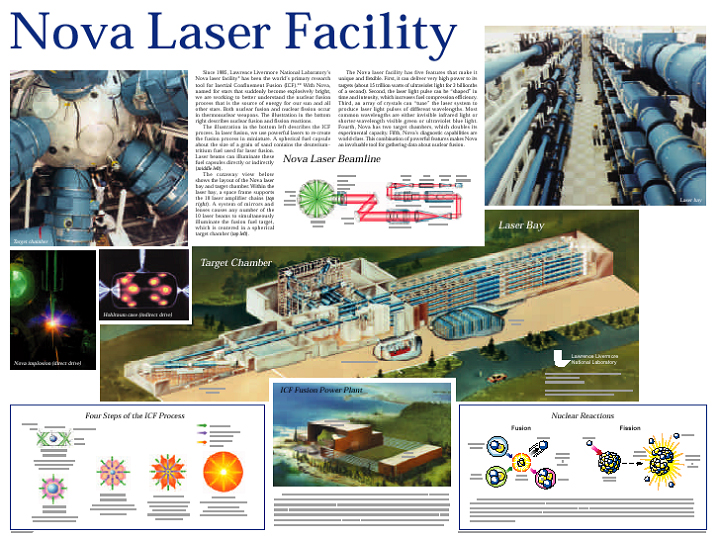 Nova Laser Facility
Since 1985, Lawrence Livermore National Laboratory's
Nova laser facility* has been the world's primary research
tool for Inertial Confinement Fusion (ICF).** With Nova,
named for stars that suddenly become explosively bright,
we are working to better understand the nuclear fusion
process that is the source of energy for our sun and all
other stars. Both nuclear fusion and nuclear fission occur
in thermonuclear weapons. The illustration in the bottom
right describes nuclear fusion and fission reactions.
The illustration in the bottom left describes the ICF
process. In laser fusion, we use powerful lasers to re-create
the fusion process in miniature. A spherical fuel capsule
about the size of a grain of sand contains the deuterium–
tritium fuel used for laser fusion.
Laser beams can illuminate these
fuel capsules directly or indirectly
(middle left).
The cutaway view below
shows the layout of the Nova laser
bay and target chamber. Within the
laser bay, a space frame supports
the 10 laser amplifier chains (top
right). A system of mirrors and
lenses causes any number of the
10 laser beams to simultaneously
illuminate the fusion fuel target,
which is centered in a spherical
target chamber (top left).
The Nova laser facility has five features that make it
unique and flexible. First, it can deliver very high power to its
targets (about 15 trillion watts of ultraviolet light for 3 billionths
of a second). Second, the laser light pulse can be "shaped" in
time and intensity, which increases fuel compression efficiency.
Third, an array of crystals can "tune" the laser system to
produce laser light pulses of different wavelengths. Most
common wavelengths are either invisible infrared light or
shorter wavelength visible green or ultraviolet blue light.
Fourth, Nova has two target chambers, which doubles its
experimental capacity. Fifth, Nova's diagnostic capabilities are
world class. This combination of powerful features makes Nova
an invaluable tool for gathering data about nuclear fusion.
Nova Laser Beamline
Target chamber
Laser bay
Nova implosion (direct drive)
Hohlraum case (indirect drive)
Target Chamber
Laser Bay
Lawrence Livermore
National Laboratory
ICF Fusion Power Plant
Four Steps of the ICF Process
Nuclear Reactions
Fusion
Fission